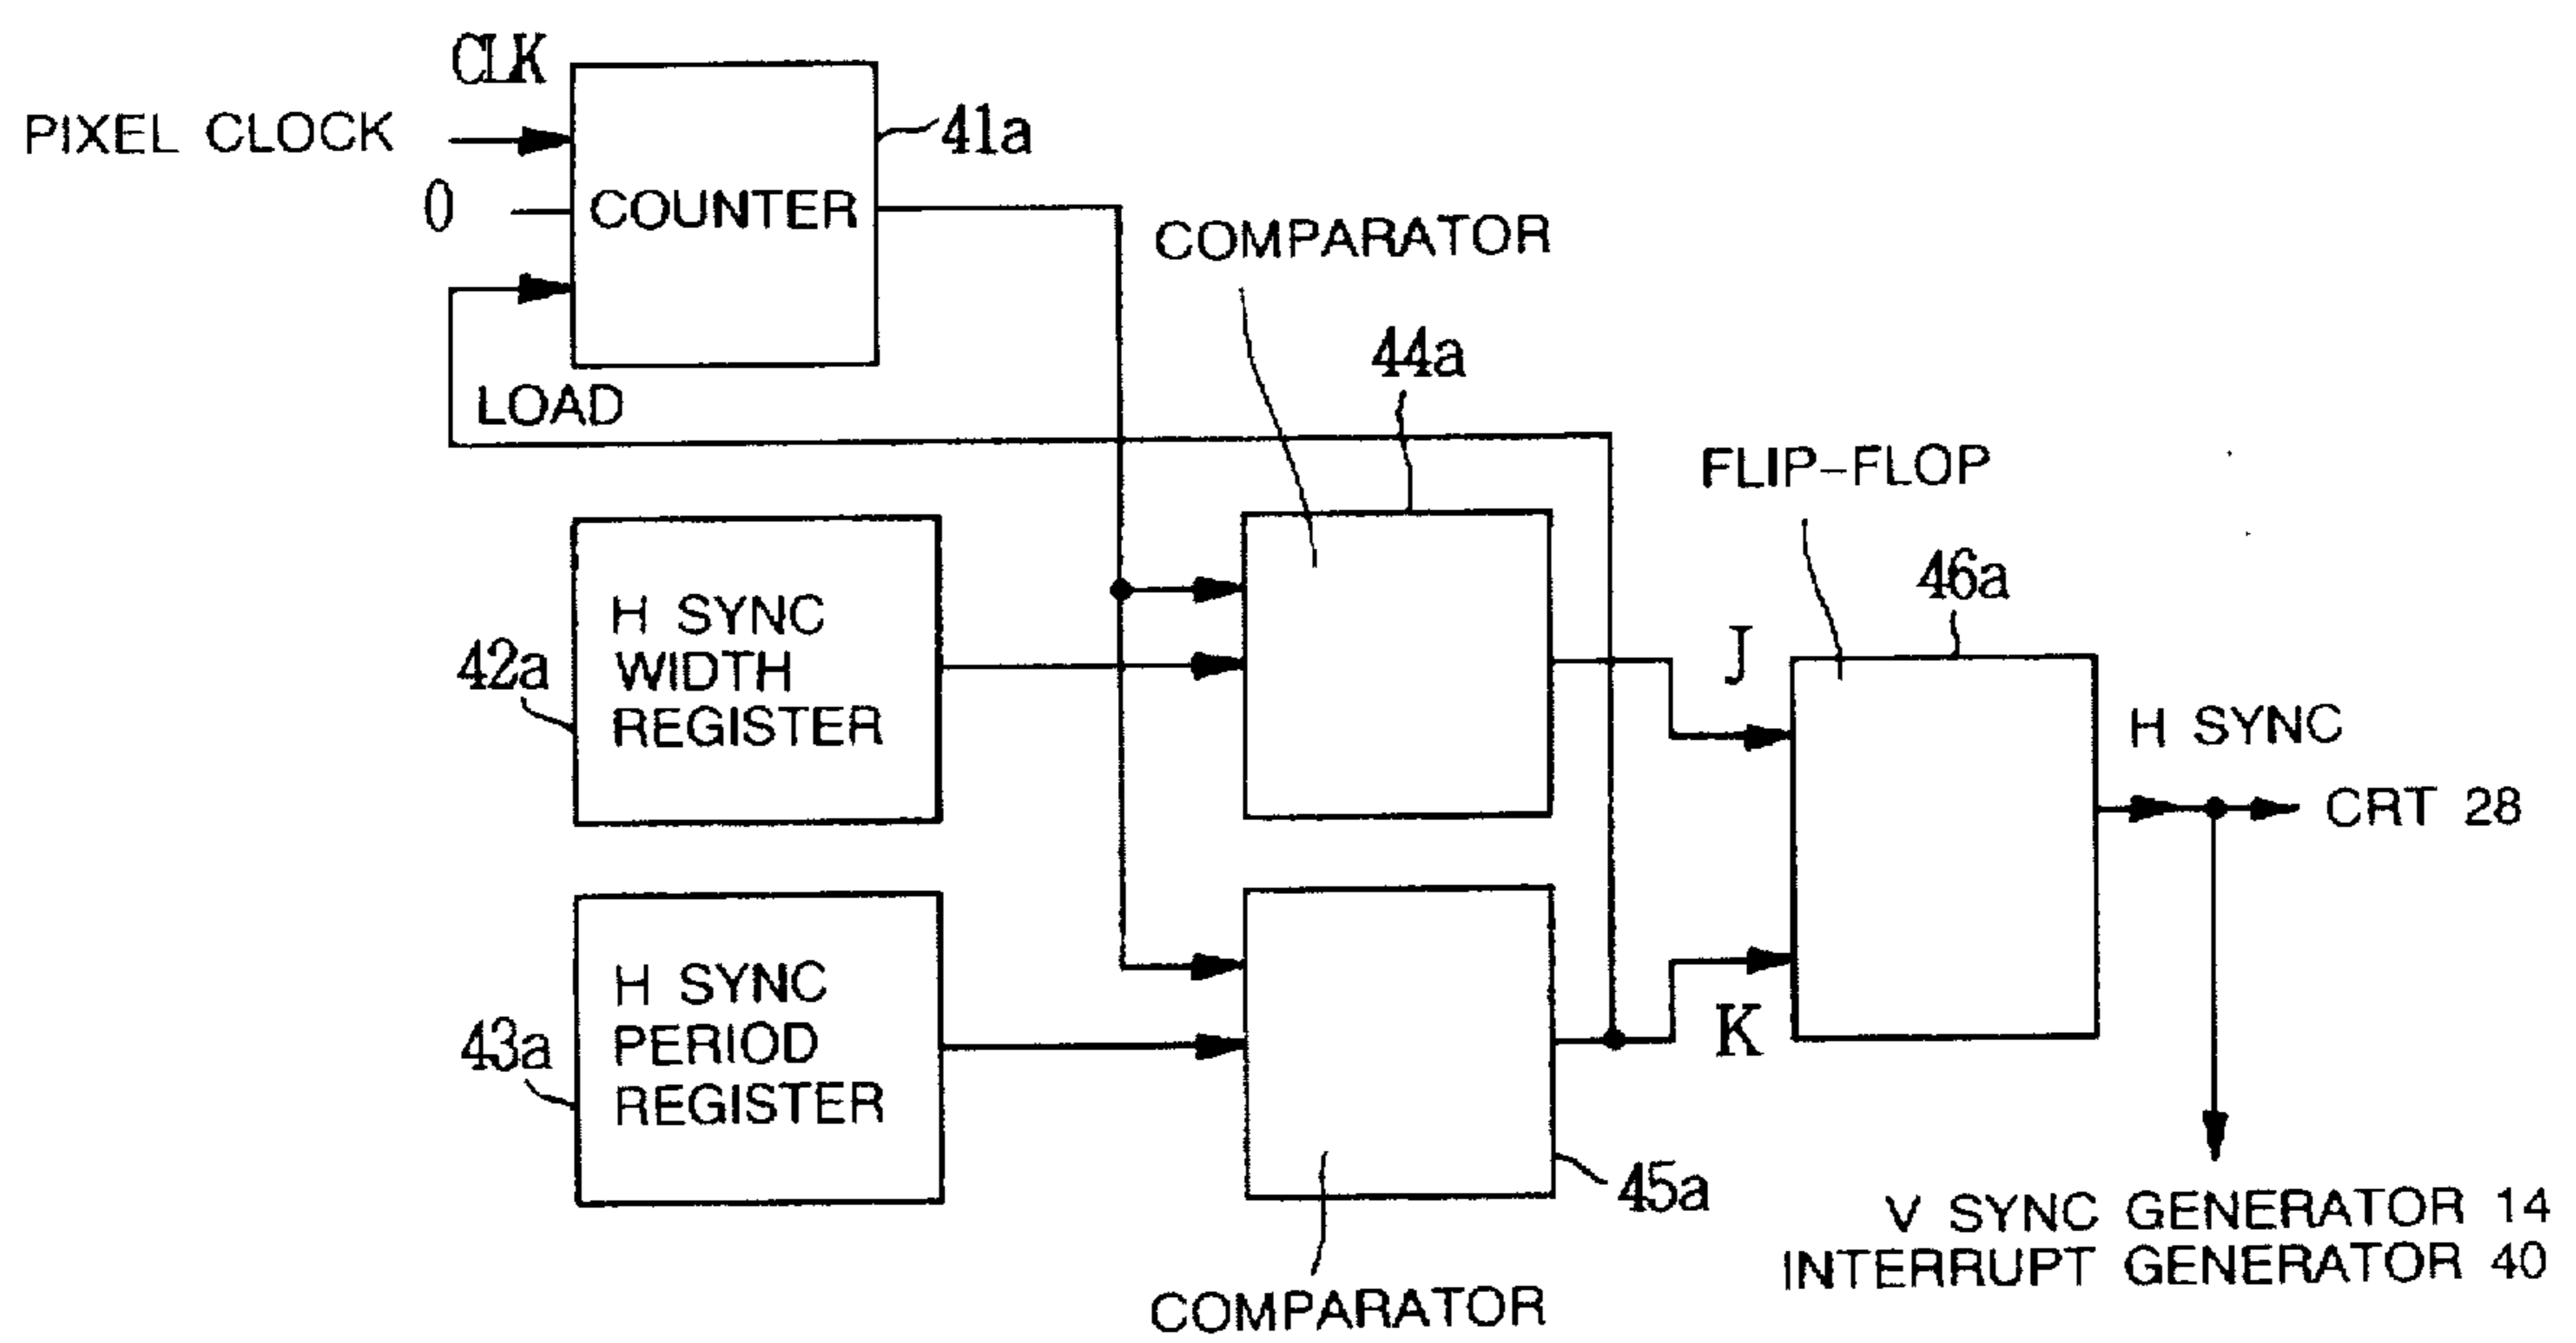 CLK
PIXEL CLOCK
41a
0
COUNTER
COMPARATOR
44a
LOAD
FLIP-FLOP
46a
H SYNC
WIDTH
REGISTER
42a
J
H SYNC
CRT 28
H SYNC
PERIOD
REGISTER
43a
K
45a
V SYNC GENERATOR 14
INTERRUPT GENERATOR 40
COMPARATOR